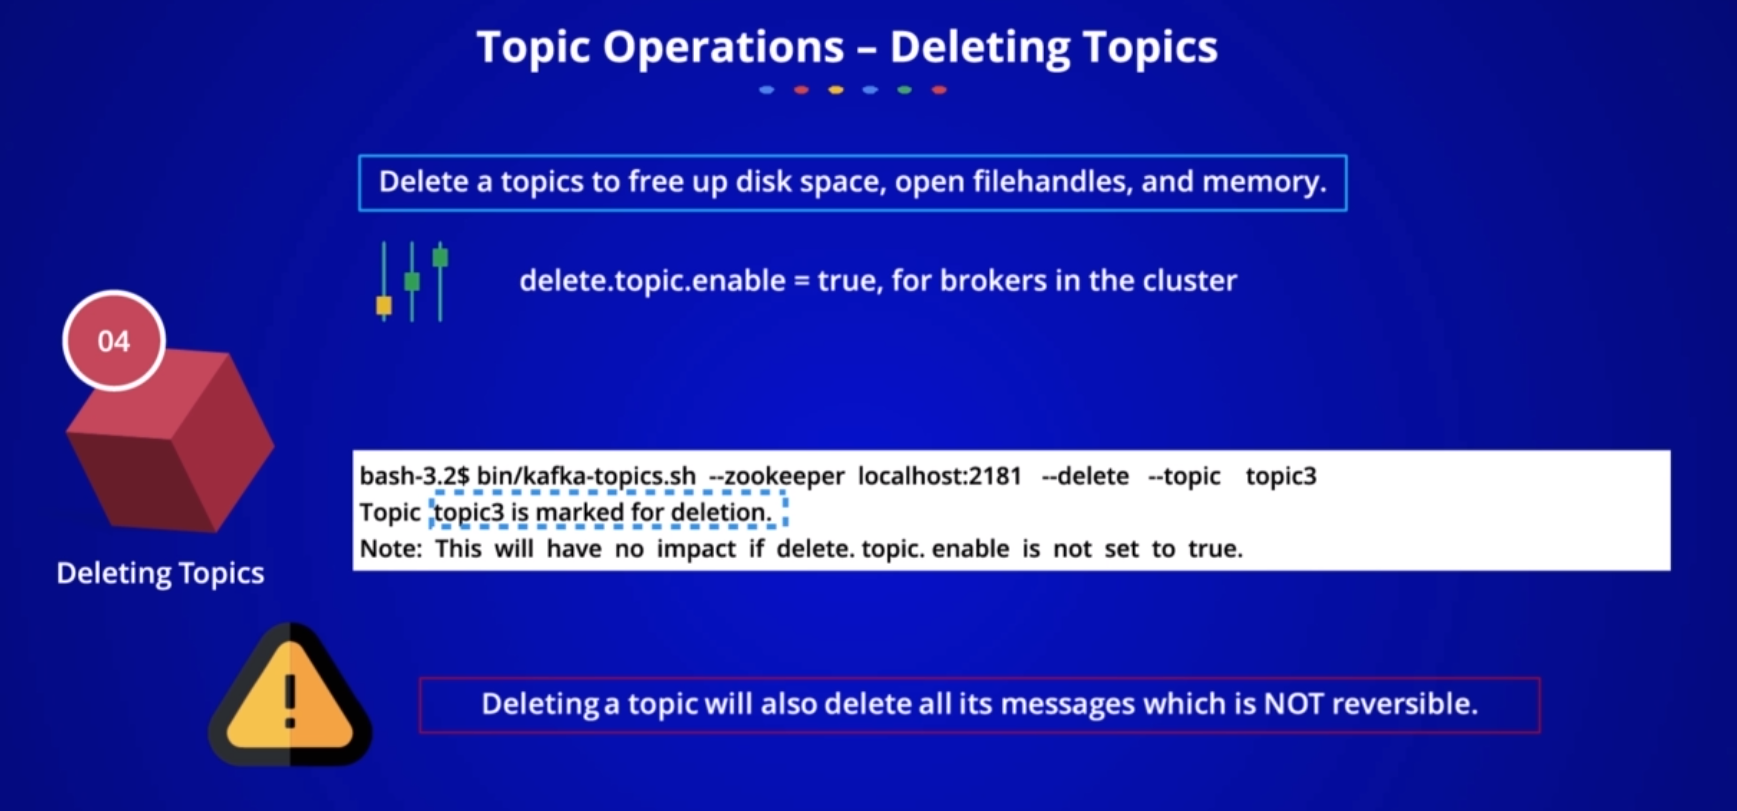 Topic Operations – Deleting Topics
Delete a topics to free up disk space, open filehandles, and memory.
delete.topic.enable = true, for brokers in the cluster
04
Deleting Topics
bash-3.2$ bin/kafka-topics.sh --zookeeper localhost:2181 --delete --topic topic3
Topic topic3 is marked for deletion.
Note: This will have no impact if delete. topic. enable is not set to true.
Deleting a topic will also delete all its messages which is NOT reversible.